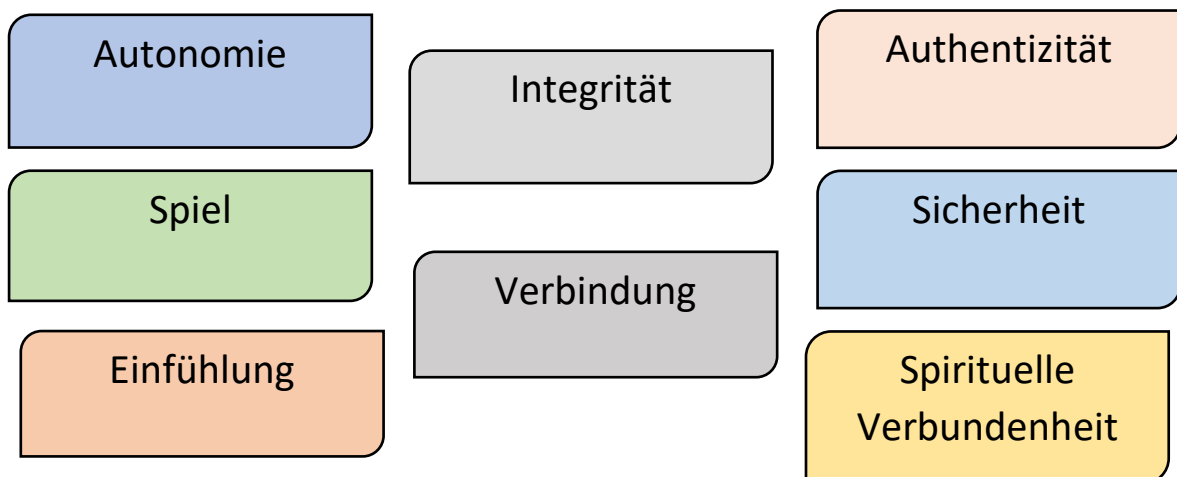 Autonomie
Integrität
Authentizität
Spiel
Sicherheit
Verbindung
Einfühlung
Spirituelle
Verbundenheit